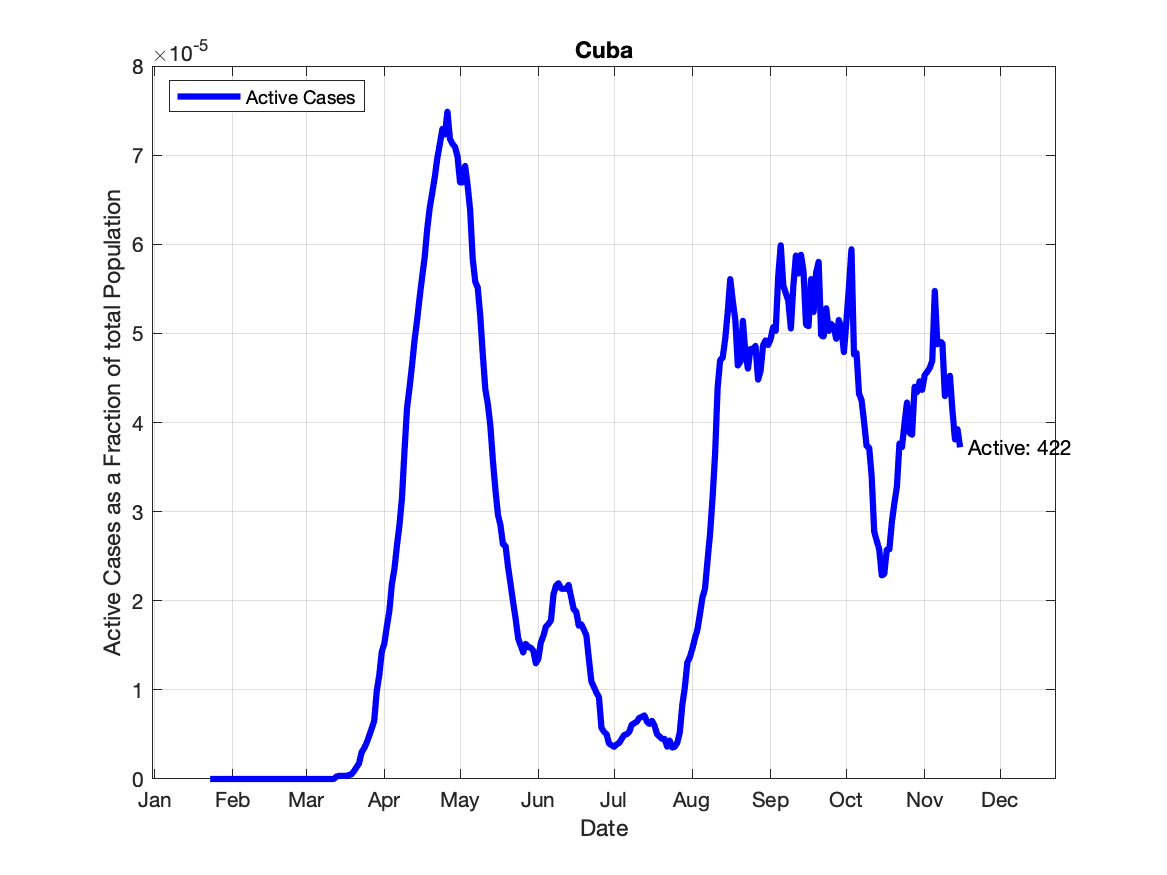 Cuba
×10-5
Active Cases
8
7
6
5
4
3
2
1
0
Active Cases as a Fraction of total Population
Active: 422
Jan Feb Mar Apr May Jun Jul Aug Sep Oct Nov Dec
Date